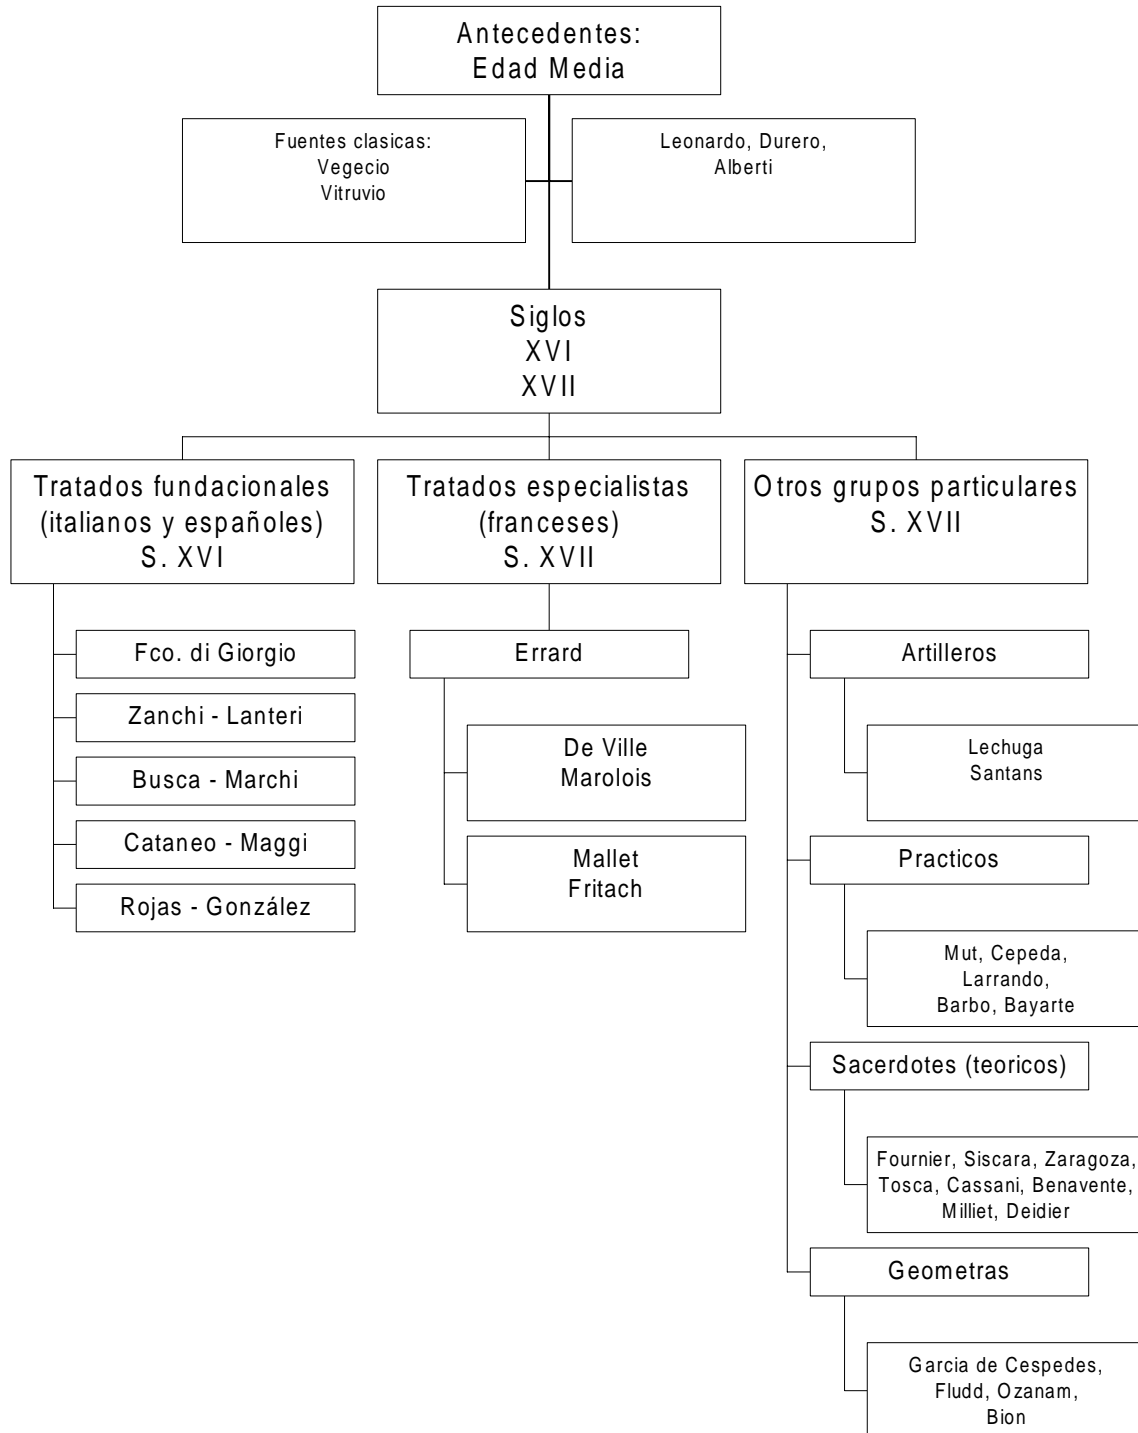 Antecedentes:
Edad Media
Fuentes clasicas:
Vegecio
Vitruvio
Leonardo, Durero,
Alberti
Siglos
XVI
XVII
Tratados fundacionales
(italianos y españoles)
S. XVI
Fco. di Giorgio
Zanchi - Lanteri
Busca - Marchi
Cataneo - Maggi
Rojas - González
Tratados especialistas
(franceses)
S. XVII
Errard
De Ville
Marolois
Mallet
Fritach
Otros grupos particulares
S. XVII
Artilleros
Lechuga
Santans
Practicos
Mut, Cepeda,
Larrando,
Barbo, Bayarte
Sacerdotes (teoricos)
Fournier, Siscara, Zaragoza,
Tosca, Cassani, Benavente,
Milliet, Deidier
Geometras
Garcia de Cespedes,
Fludd, Ozanam,
Bion